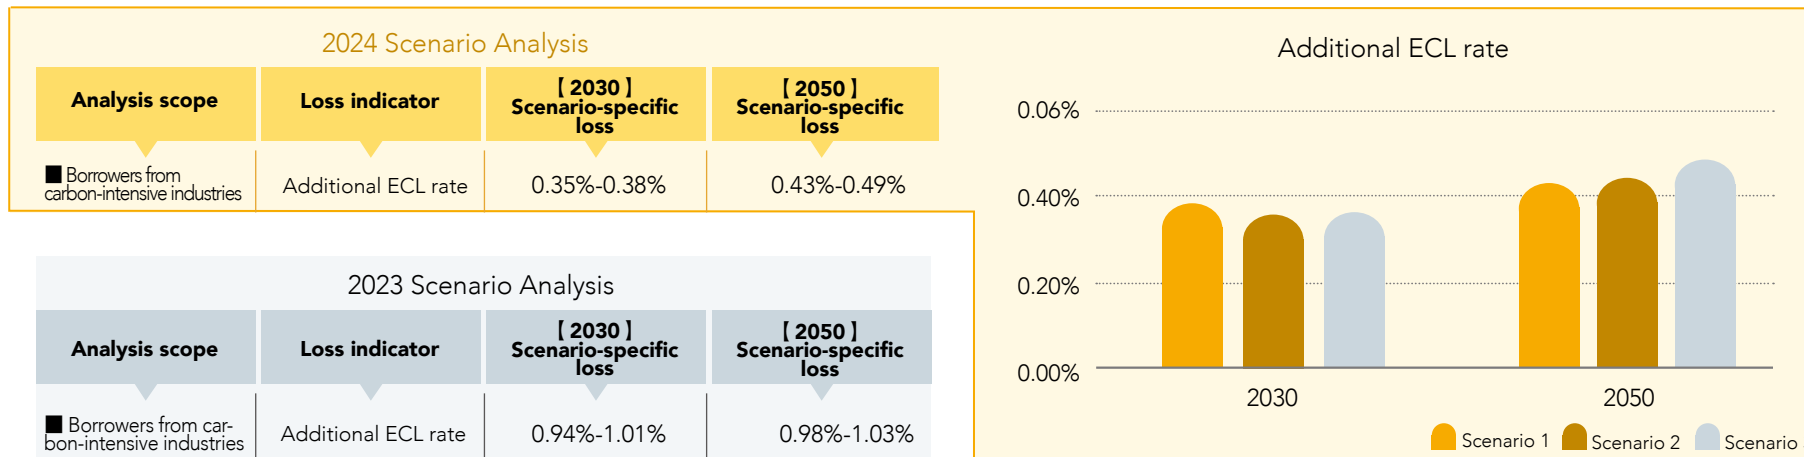 2024 Scenario Analysis
Analysis scope
Loss indicator
【 2030 】
Scenario-specific
loss
【 2050 】
Scenario-specific
loss
■ Borrowers from
carbon-intensive industries
Additional ECL rate
0.35%-0.38%
0.43%-0.49%
2023 Scenario Analysis
Analysis scope
Loss indicator
【 2030 】
Scenario-specific
loss
【 2050 】
Scenario-specific
loss
■ Borrowers from car-
bon-intensive industries
Additional ECL rate
0.94%-1.01%
0.98%-1.03%
Additional ECL rate
0.06%
0.40%
0.20%
0.00%
2030
2050
Scenario 1
Scenario 2
Scenario